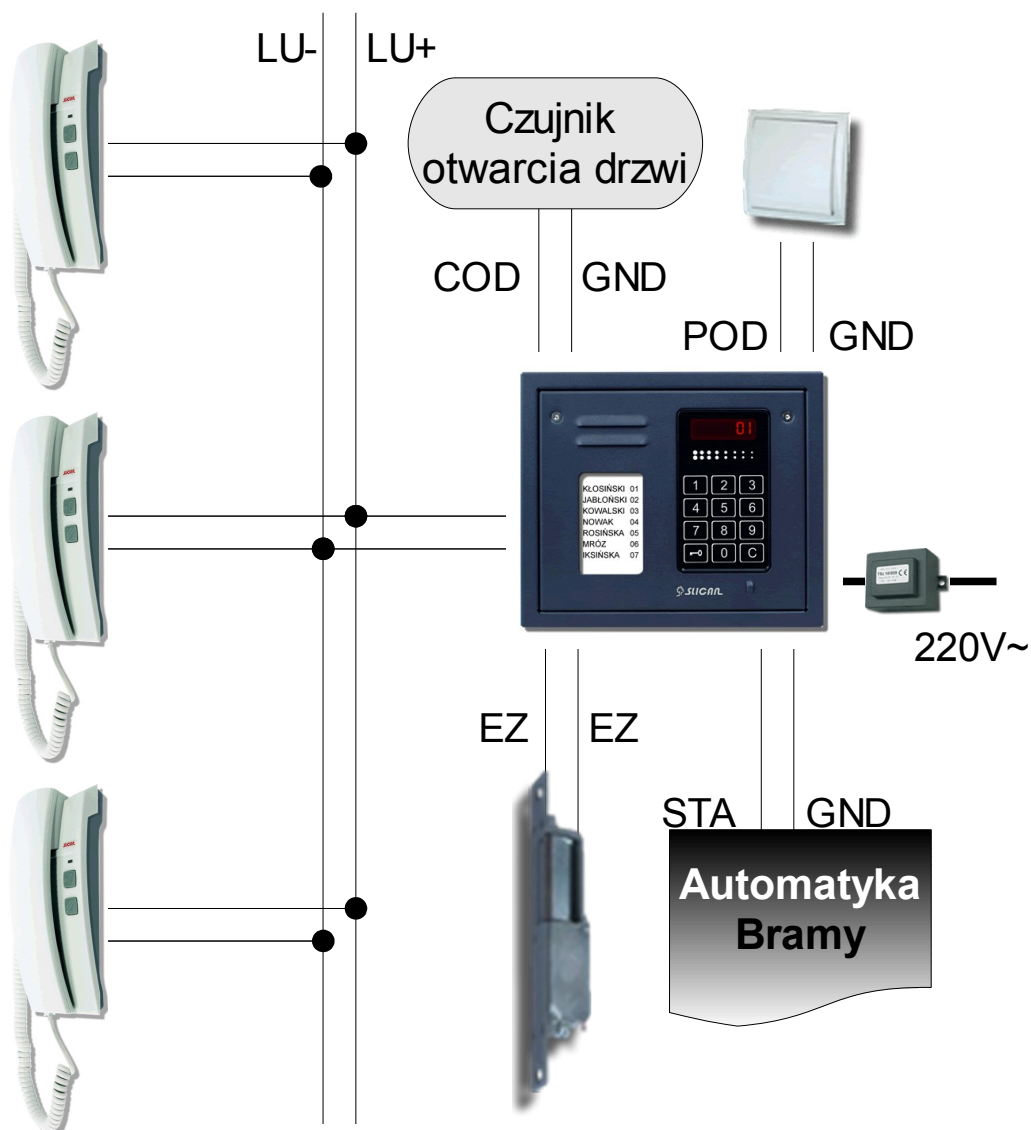 LU- LU+
Czujnik
otwarcia drzwi
COD GND
POD GND
01
KŁOSIŃSKI 01
JABŁOŃSKI 02
KOWALSKI 03
NOWAK 04
ROSIŃSKA 05
MRÓZ 06
IKSIŃSKA 07
1 2 3
4 5 6
7 8 9
0 C
SLICAN
220V~
EZ EZ
STA GND
Automatyka
Bramy